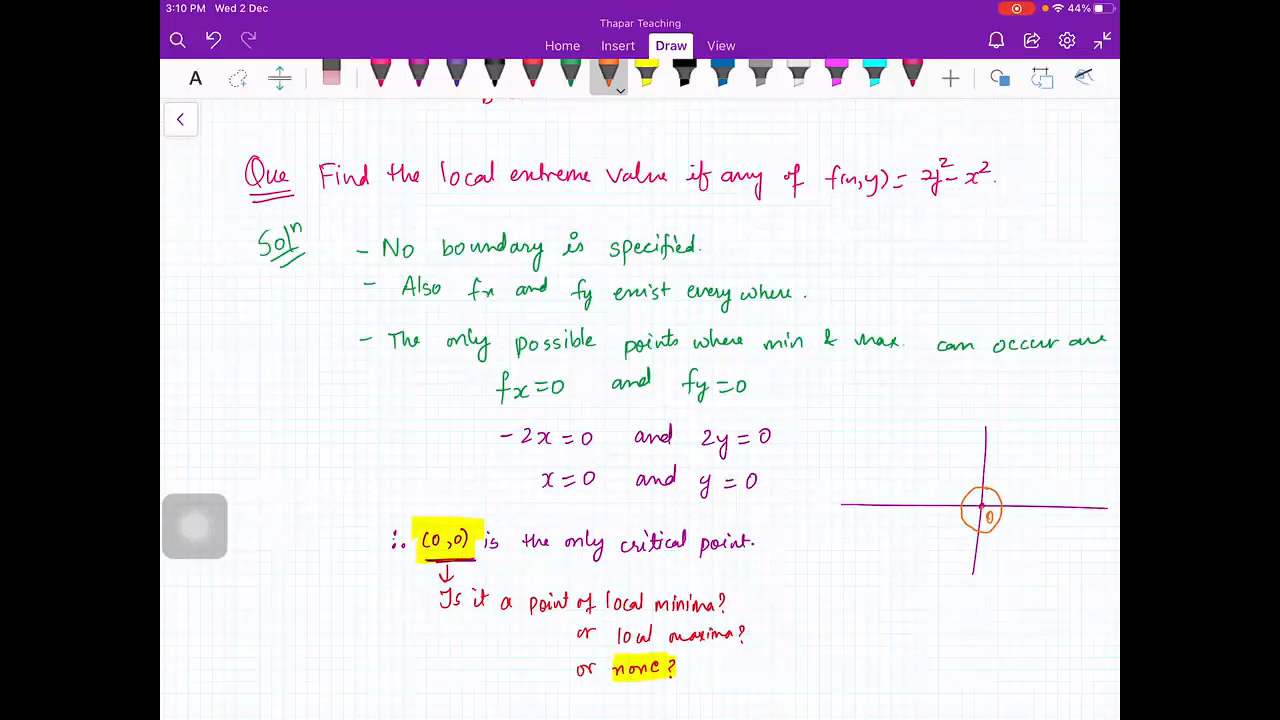 3:10 PM Wed 2 Dec
44%
Thapar Teaching
Home Insert Draw View
A
Que Find the local extreme value if any of f(x,y) = y² - x².
Solⁿ - No boundary is specified.
- Also fx and fy exist every where.
- The only possible points where min & max. can occur are
fx = 0 and fy = 0
- 2x = 0 and 2y = 0
x = 0 and y = 0
0
∴ (0,0) is the only critical point.
↓
Is it a point of local minima?
or local maxima?
or none?